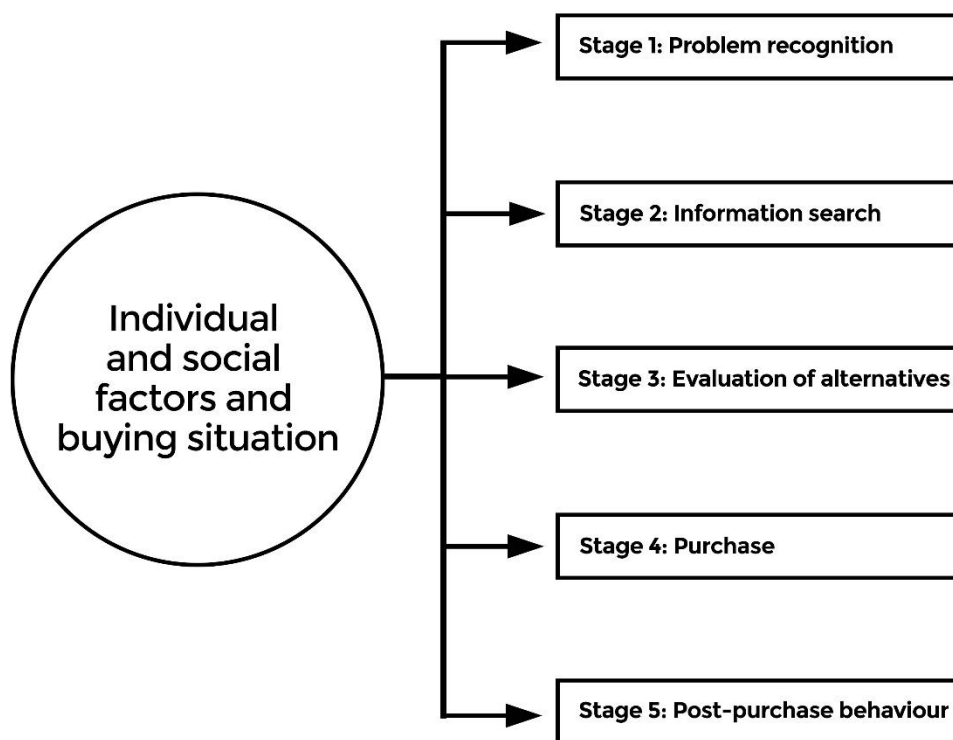 Stage 1: Problem recognition
Stage 2: Information search
Individual
and social
factors and
buying situation
Stage 3: Evaluation of alternatives
Stage 4: Purchase
Stage 5: Post-purchase behaviour